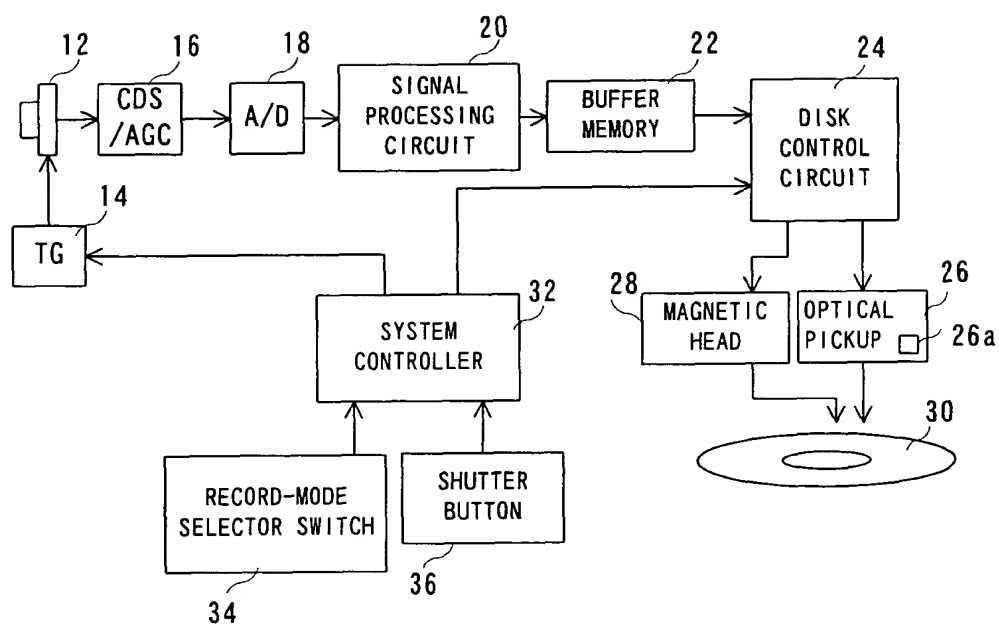 12
16
18
20
22
24
CDS
/AGC
A/D
SIGNAL
PROCESSING
CIRCUIT
BUFFER
MEMORY
DISK
CONTROL
CIRCUIT
14
TG
32
SYSTEM
CONTROLLER
28
MAGNETIC
HEAD
OPTICAL
PICKUP
26
26a
30
RECORD-MODE
SELECTOR SWITCH
SHUTTER
BUTTON
34
36